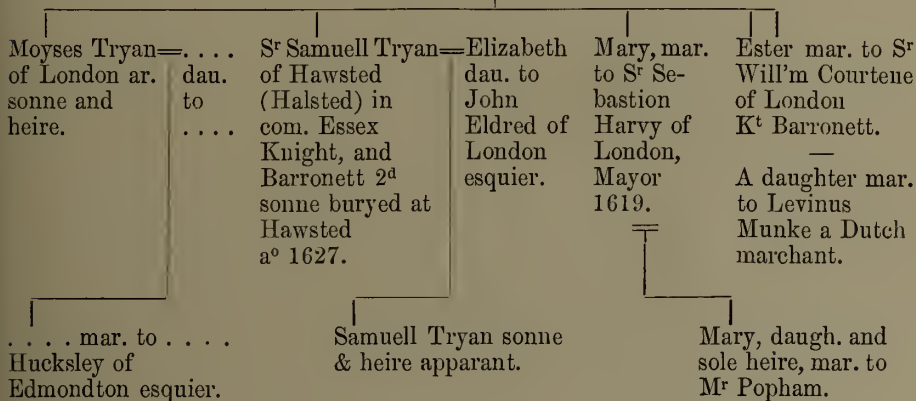 Moyses Tryan=. . . .
of London ar. dau.
sonne and to
heire. . . . .
Sʳ Samuell Tryan=Elizabeth
of Hawsted dau. to
(Halsted) in John
com. Essex Eldred of
Knight, and London
Barronett 2ᵈ esquier.
sonne buryed at
Hawsted
aº 1627.
Mary, mar.
to Sʳ Se-
bastion
Harvy of
London,
Mayor
1619.
Ester mar. to Sʳ
Will'm Courtene
of London
Kᵗ Barronett.
—
A daughter mar.
to Levinus
Munke a Dutch
marchant.
. . . . mar. to . . . .
Hucksley of
Edmondton esquier.
Samuell Tryan sonne
& heire apparant.
Mary, daugh. and
sole heire, mar. to
Mʳ Popham.